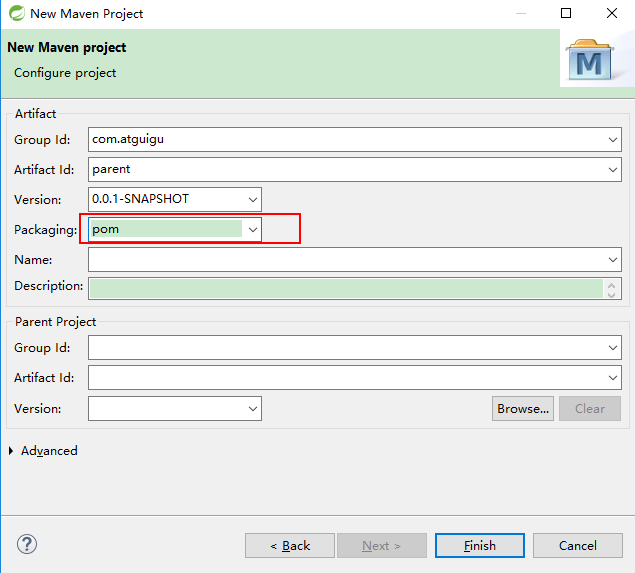 New Maven Project
New Maven project
Configure project
M
Artifact
Group Id: com.atguigu
Artifact Id: parent
Version: 0.0.1-SNAPSHOT
Packaging: pom
Name:
Description:
Parent Project
Group Id:
Artifact Id:
Version: Browse... Clear
Advanced
? < Back Next > Finish Cancel